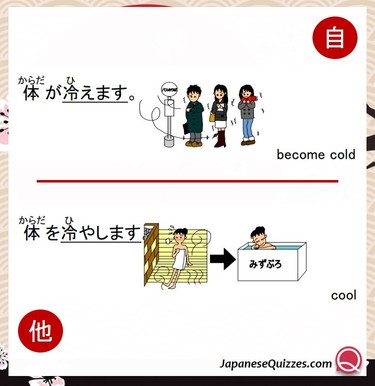 自
からだ ひ
体が冷えます。
become cold
からだ ひ
体を冷やします
みずぶろ
cool
他
JapaneseQuizzes.com